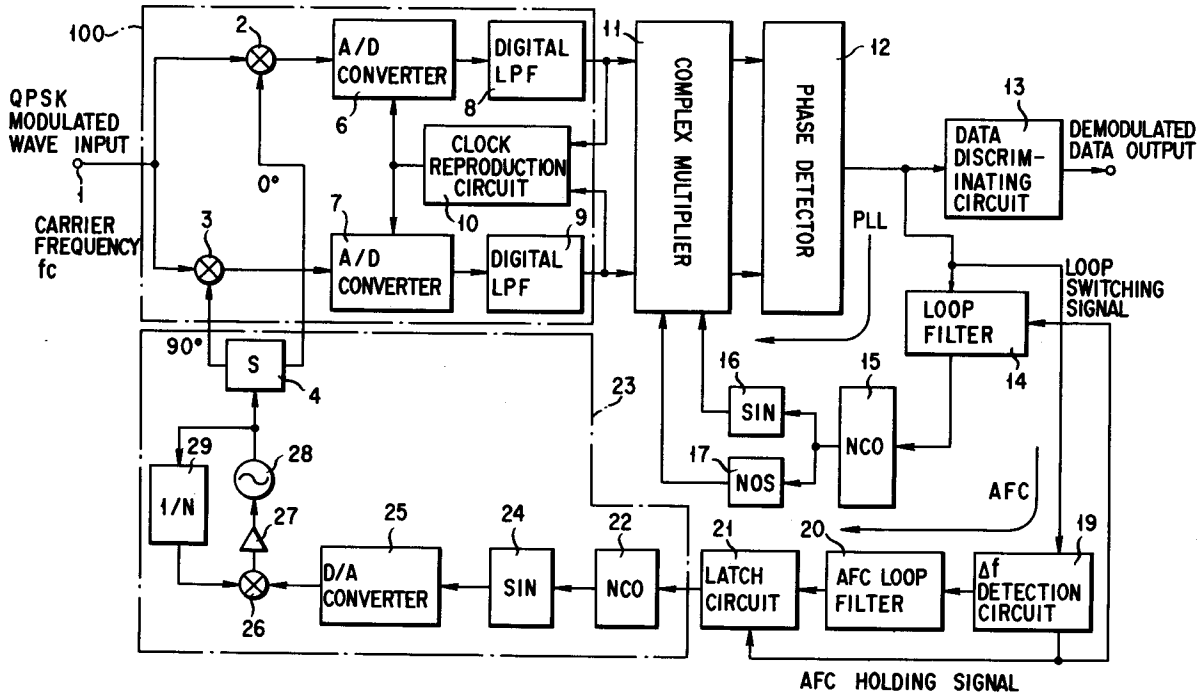 100
2
A/D
CONVERTER
6
DIGITAL
LPF
8
11
COMPLEX MULTIPLIER
12
PHASE DETECTOR
QPSK
MODULATED
WAVE INPUT
1
CARRIER
FREQUENCY
fc
0°
CLOCK
REPRODUCTION
CIRCUIT
10
13
DATA
DISCRIM-
INATING
CIRCUIT
DEMODULATED
DATA OUTPUT
3
7
A/D
CONVERTER
9
DIGITAL
LPF
PLL
LOOP
SWITCHING
SIGNAL
LOOP
FILTER
14
90°
S
4
23
16
SIN
15
NCO
17
NOS
29
1/N
28
27
26
25
D/A
CONVERTER
24
SIN
22
NCO
21
LATCH
CIRCUIT
AFC
20
AFC LOOP
FILTER
19
Δf
DETECTION
CIRCUIT
AFC HOLDING SIGNAL